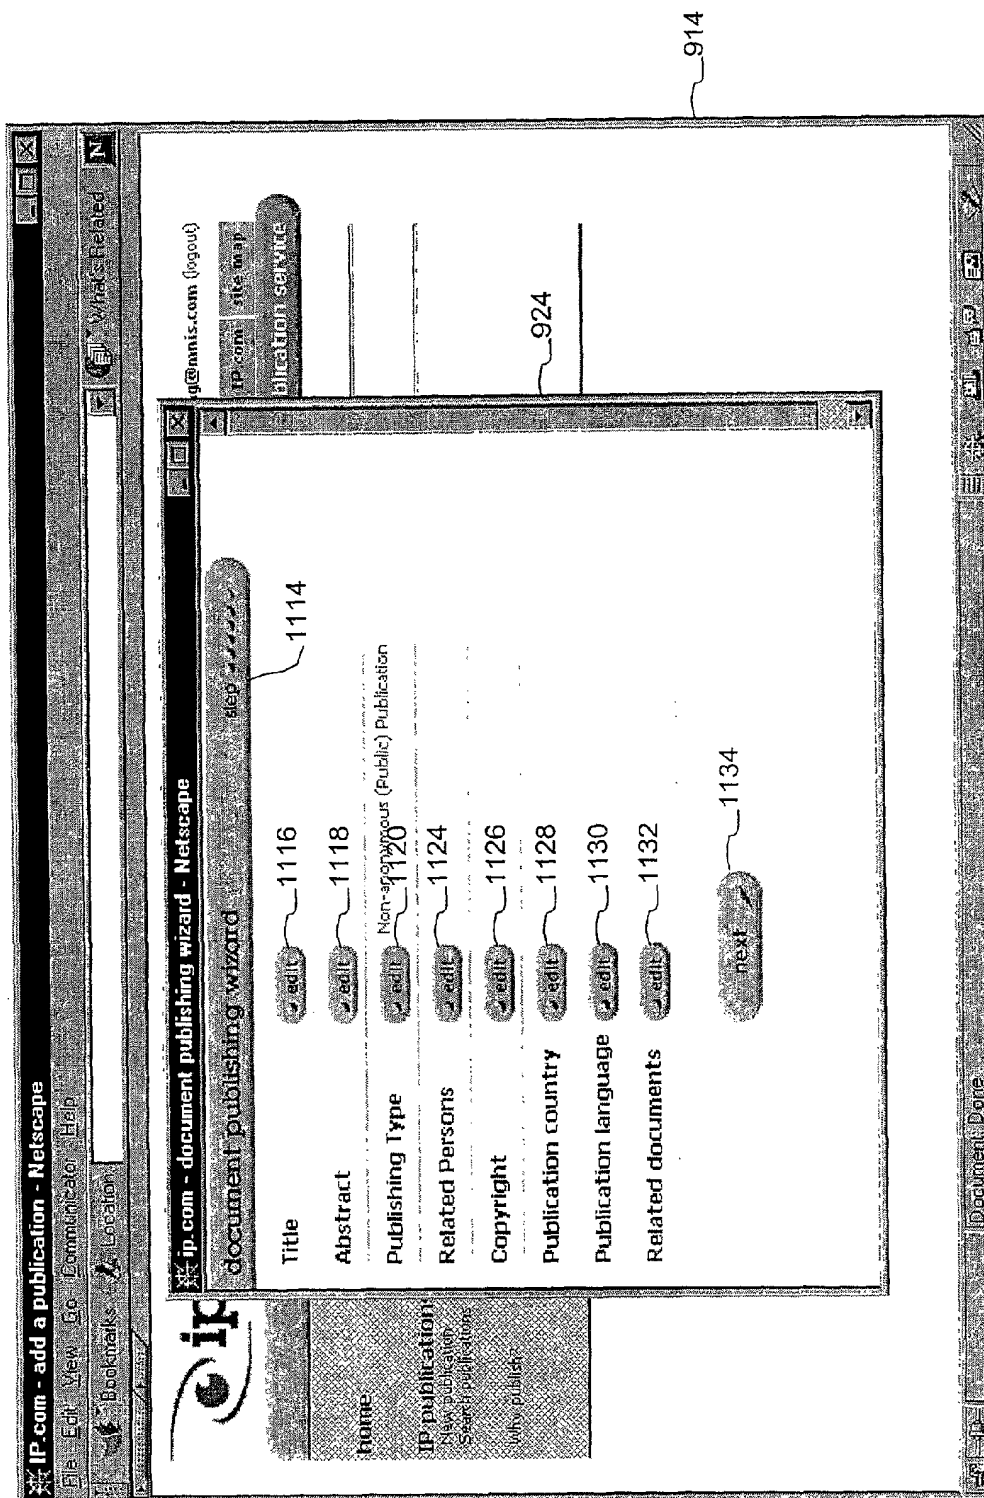 IP.com - add a publication - Netscape
File Edit View Go Communicator Help
Bookmarks Location
What's Related
N
g@mnis.com (logout)
IP.com site map
blication service
ip
home
IP publication
New publication
Search publications
Why publish?
ip.com - document publishing wizard - Netscape
document publishing wizard
step
1114
Title edit 1116
Abstract edit 1118
Publishing Type edit Non-anonymous (Public) Publication 1120
Related Persons edit 1124
Copyright edit 1126
Publication country edit 1128
Publication language edit 1130
Related documents edit 1132
next 1134
924
914
Document: Done